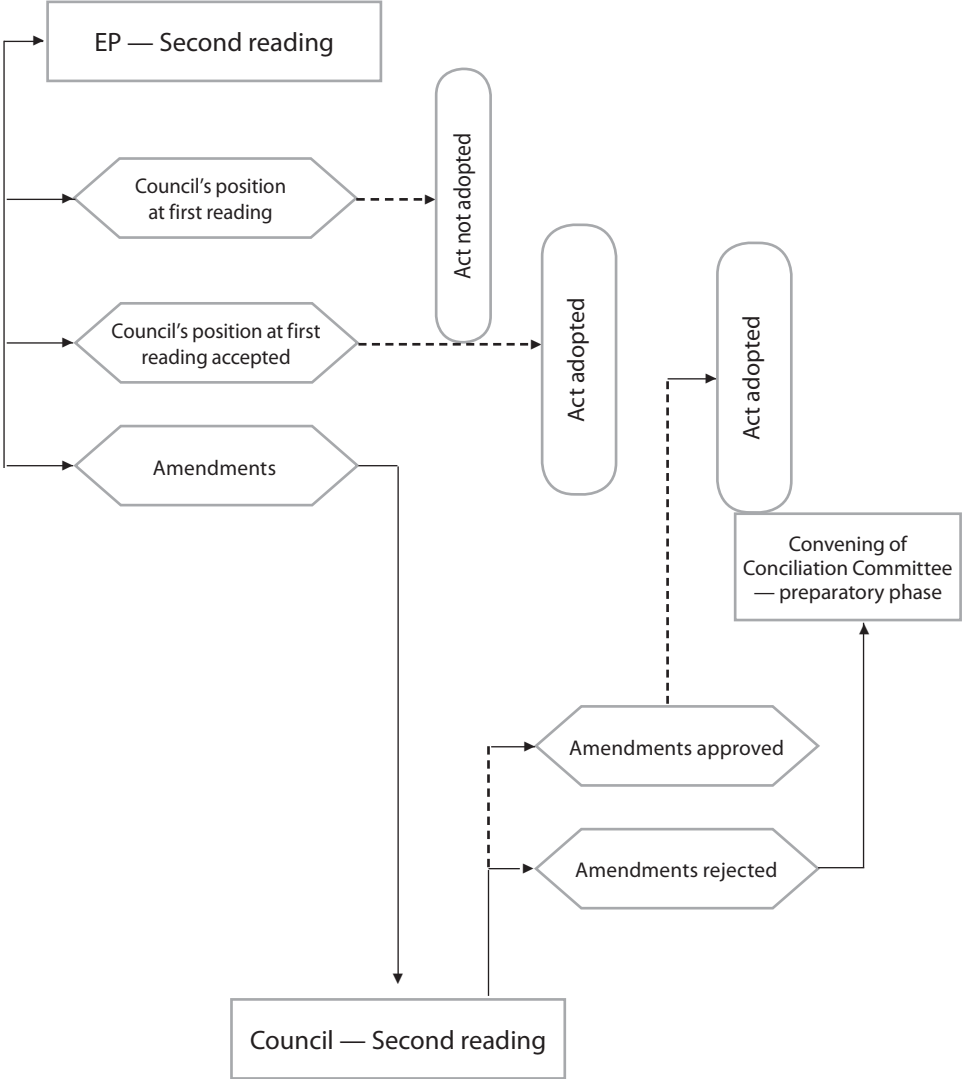 EP — Second reading
Council's position
at first reading
Act not adopted
Council's position at first
reading accepted
Act adopted
Act adopted
Amendments
Convening of
Conciliation Committee
— preparatory phase
Amendments approved
Amendments rejected
Council — Second reading